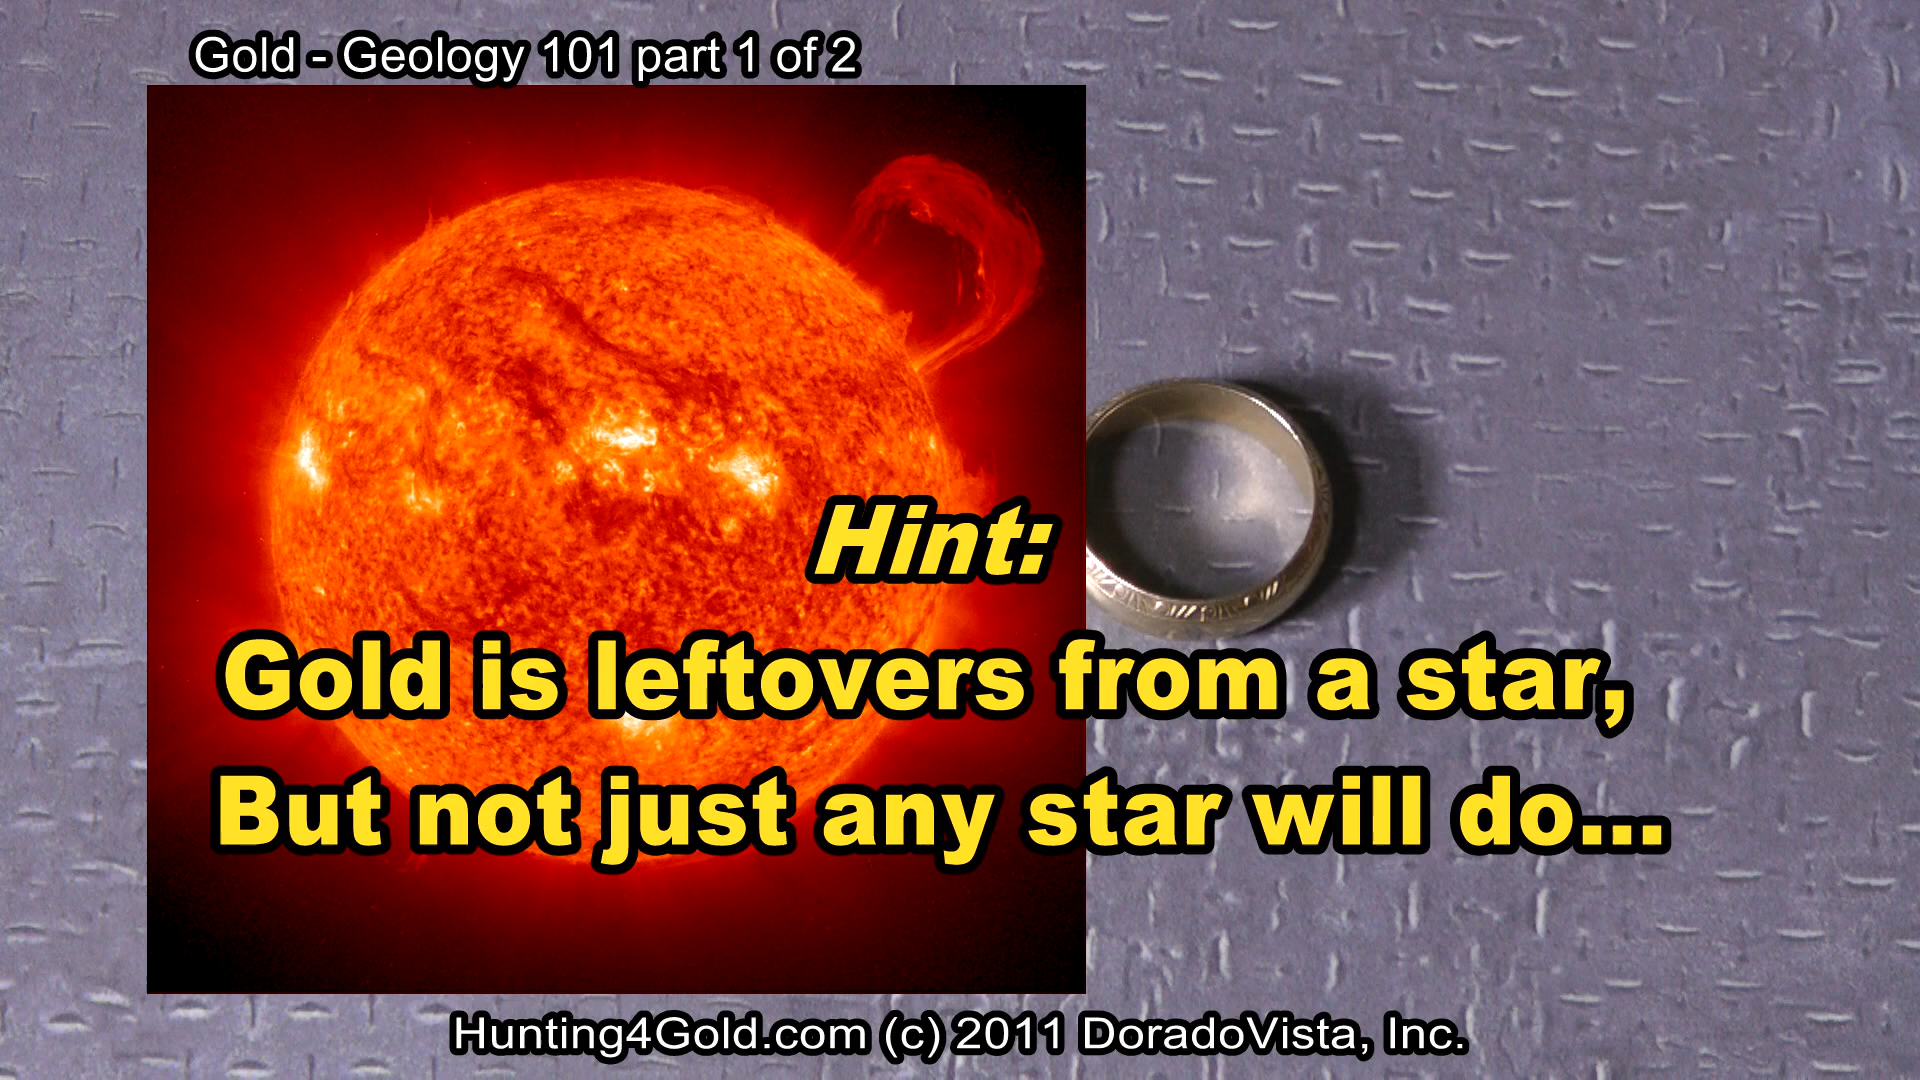 Gold - Geology 101 part 1 of 2
Hint:
Gold is leftovers from a star,
But not just any star will do...
Hunting4Gold.com (c) 2011 DoradoVista, Inc.